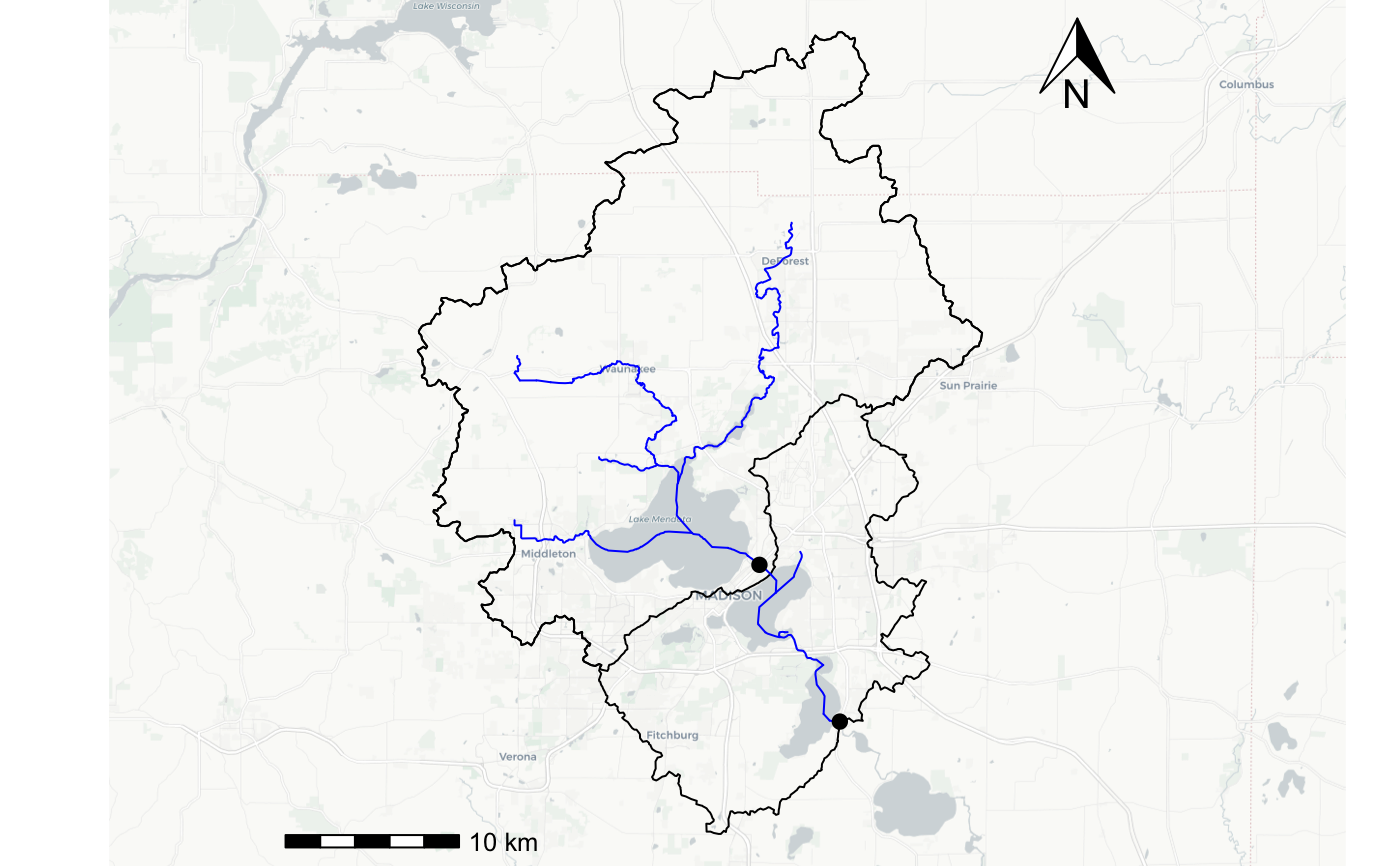 Lake Wisconsin
Columbus
N
DeForest
Waunakee
Sun Prairie
Lake Mendota
Middleton
MADISON
Fitchburg
Verona
10 km